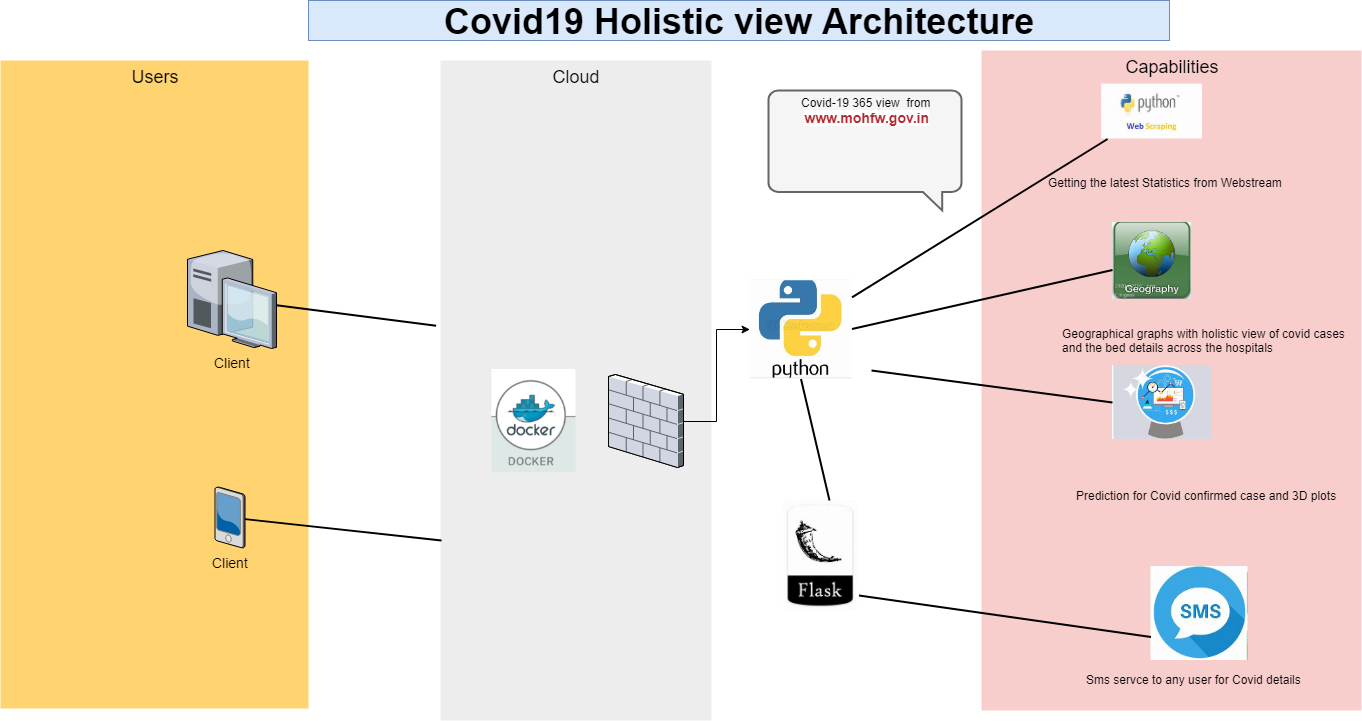 Covid19 Holistic view Architecture
Users
Cloud
Capabilities
Covid-19 365 view from
www.mohfw.gov.in
python
Web Scraping
Getting the latest Statistics from Webstream
Geography
Geographical graphs with holistic view of covid cases
and the bed details across the hospitals
Client
python
docker
DOCKER
$$$
Prediction for Covid confirmed case and 3D plots
Client
Flask
SMS
Sms servce to any user for Covid details